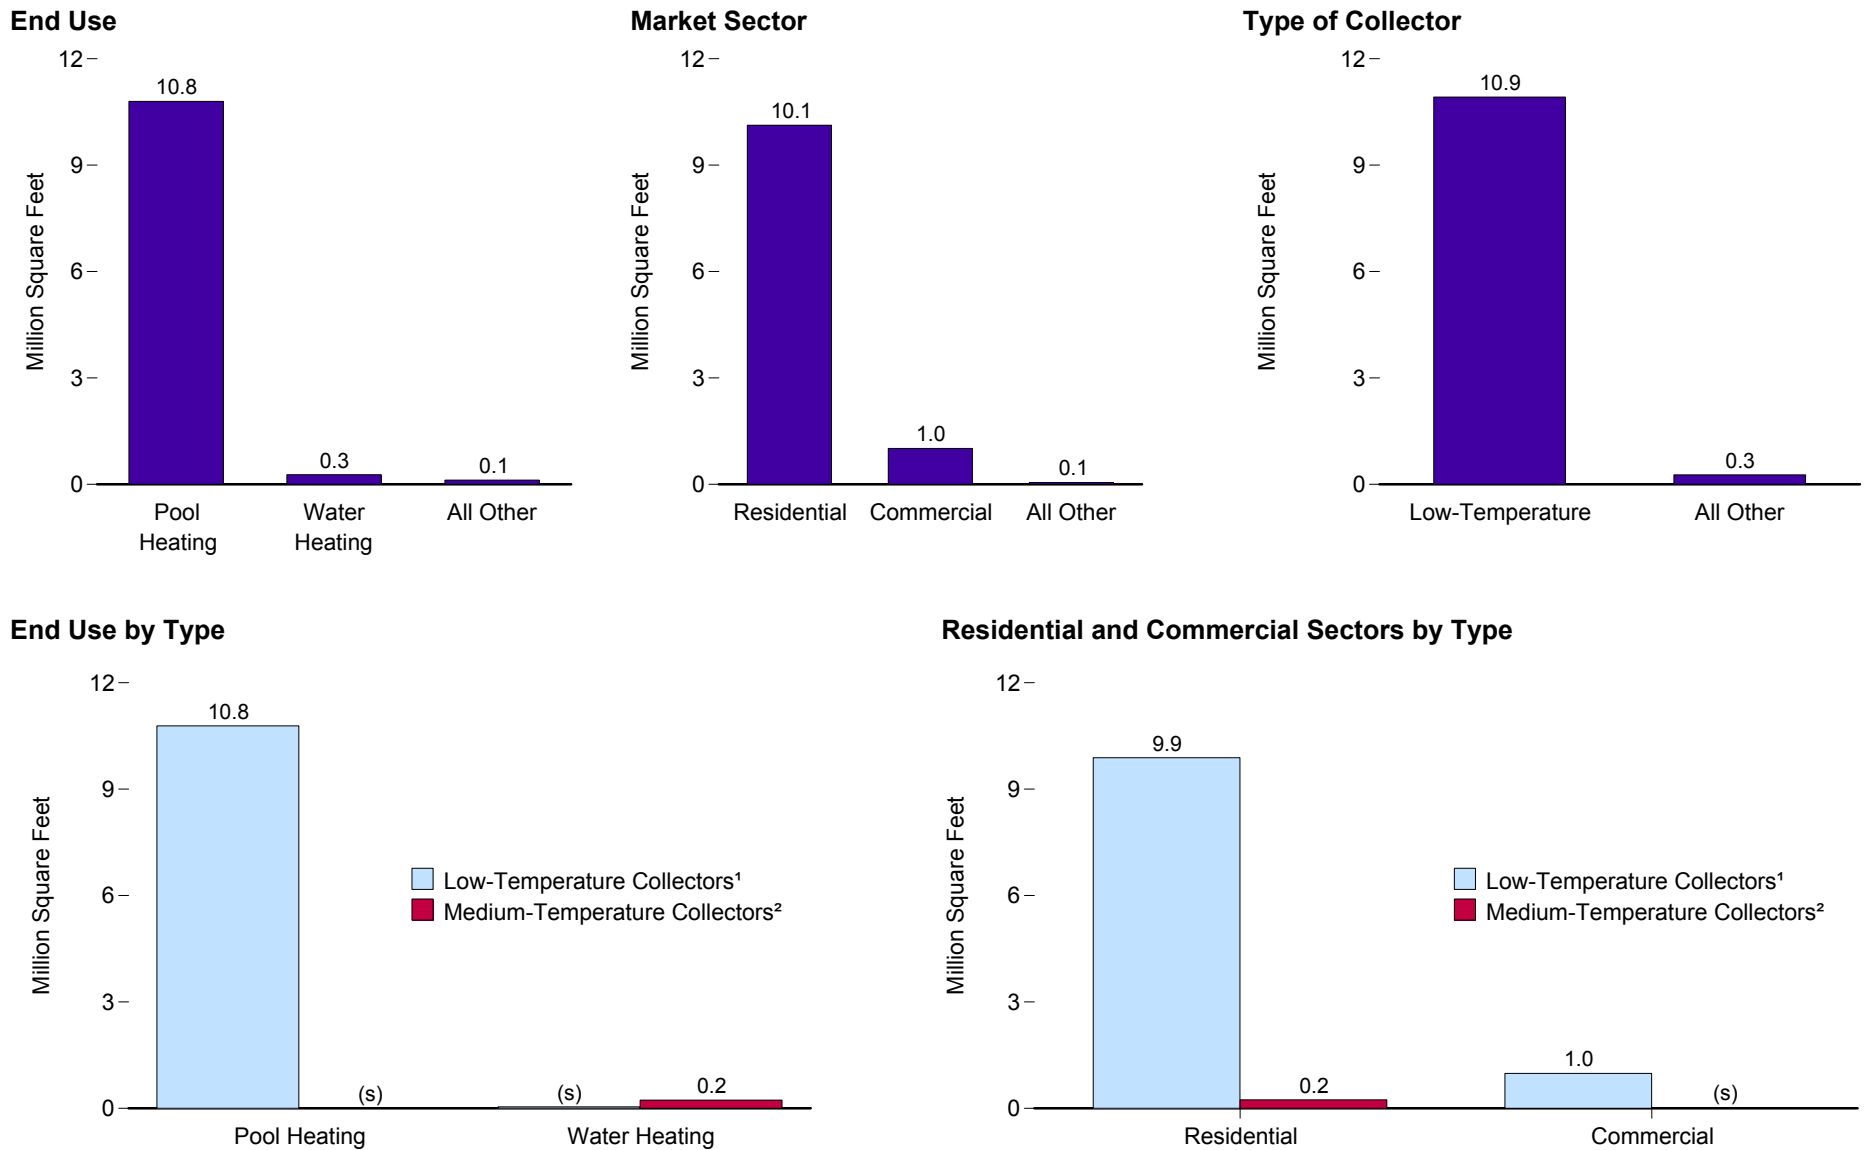 End Use
Million Square Feet
12
9
6
3
0
10.8
0.3
0.1
Pool
Heating
Water
Heating
All Other
Market Sector
Million Square Feet
12
9
6
3
0
10.1
1.0
0.1
Residential
Commercial
All Other
Type of Collector
Million Square Feet
12
9
6
3
0
10.9
0.3
Low-Temperature
All Other
End Use by Type
Million Square Feet
12
9
6
3
0
10.8
(s)
(s)
0.2
Low-Temperature Collectors¹
Medium-Temperature Collectors²
Pool Heating
Water Heating
Residential and Commercial Sectors by Type
Million Square Feet
12
9
6
3
0
9.9
0.2
1.0
(s)
Low-Temperature Collectors¹
Medium-Temperature Collectors²
Residential
Commercial